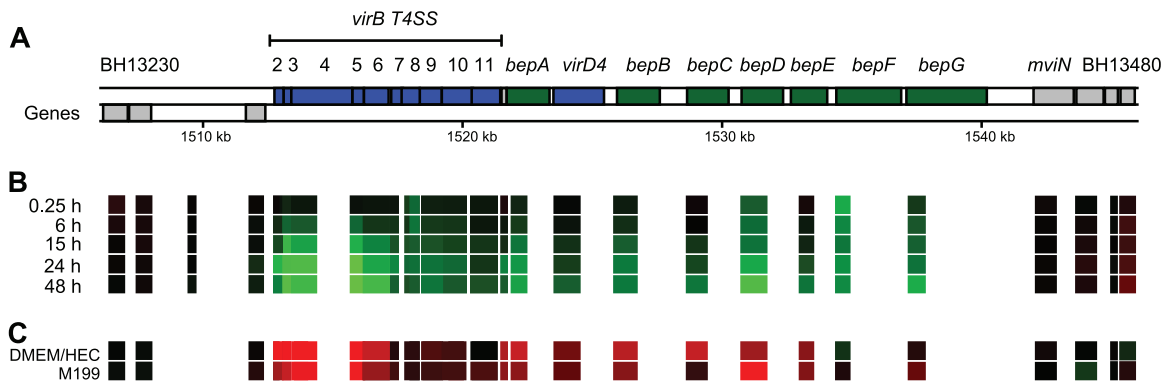 virB T4SS
A
BH13230 2 3 4 5 6 7 8 9 10 11 bepA virD4 bepB bepC bepD bepE bepF bepG mviN BH13480
Genes
1510 kb 1520 kb 1530 kb 1540 kb
B
0.25 h
6 h
15 h
24 h
48 h
C
DMEM/HEC
M199